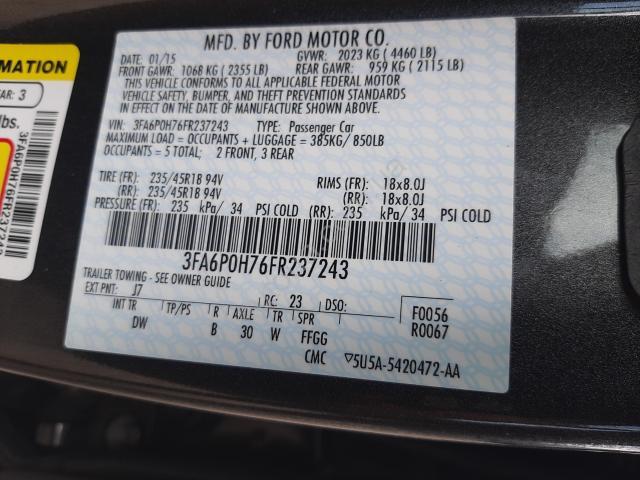 MFD. BY FORD MOTOR CO.
DATE: 01/15 GVWR: 2023 KG ( 4460 LB)
FRONT GAWR: 1068 KG ( 2355 LB) REAR GAWR: 959 KG ( 2115 LB)
THIS VEHICLE CONFORMS TO ALL APPLICABLE FEDERAL MOTOR
VEHICLE SAFETY, BUMPER, AND THEFT PREVENTION STANDARDS
IN EFFECT ON THE DATE OF MANUFACTURE SHOWN ABOVE.
VIN: 3FA6P0H76FR237243 TYPE: Passenger Car
MAXIMUM LOAD = OCCUPANTS + LUGGAGE = 385KG/ 850LB
OCCUPANTS = 5 TOTAL; 2 FRONT, 3 REAR
TIRE (FR): 235/45R18 94V RIMS (FR): 18x8.0J
(RR): 235/45R18 94V (RR): 18x8.0J
PRESSURE (FR): 235 kPa/ 34 PSI COLD (RR): 235 kPa/ 34 PSI COLD
3FA6P0H76FR237243
TRAILER TOWING - SEE OWNER GUIDE
EXT PNT: J7 RC: 23 DSO: F0056
R0067
INT TR TP/PS R AXLE TR SPR
DW B 30 W FFGG
CMC 5U5A-5420472-AA
RMATION
AR: 3
lbs.
3FA6P0H76FR237243